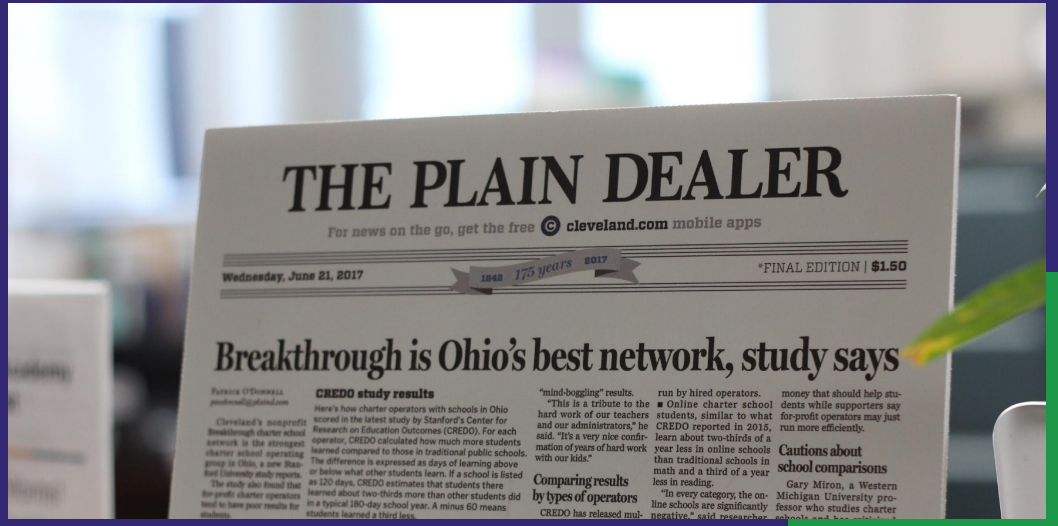 THE PLAIN DEALER
For news on the go, get the free C cleveland.com mobile apps
Wednesday, June 21, 2017
1842 175 years 2017
*FINAL EDITION | $1.50
Breakthrough is Ohio's best network, study says
PATRICK O'DONNELL
Cleveland's nonprofit
Breakthrough charter school
network is the strongest
charter school operating
group in Ohio, a new Stan-
ford University study reports.
The study also found that
for-profit charter operators
tend to have poor results for
students.
CREDO study results
Here's how charter operators with schools in Ohio
scored in the latest study by Stanford's Center for
Research on Education Outcomes (CREDO). For each
operator, CREDO calculated how much more students
learned compared to those in traditional public schools.
The difference is expressed as days of learning above
or below what other students learn. If a school is listed
as 120 days, CREDO estimates that students there
learned about two-thirds more than other students did
in a typical 180-day school year. A minus 60 means
students learned a third less.
"mind-boggling" results.
"This is a tribute to the
hard work of our teachers
and our administrators," he
said. "It's a very nice confir-
mation of years of hard work
with our kids."
Comparing results
by types of operators
CREDO has released mul-
run by hired operators.
■ Online charter school
students, similar to what
CREDO reported in 2015,
learn about two-thirds of a
year less in online schools
than traditional schools in
math and a third of a year
less in reading.
"In every category, the on-
line schools are significantly
negative," said researcher
money that should help stu-
dents while supporters say
for-profit operators may just
run more efficiently.
Cautions about
school comparisons
Gary Miron, a Western
Michigan University pro-
fessor who studies charter
schools and has